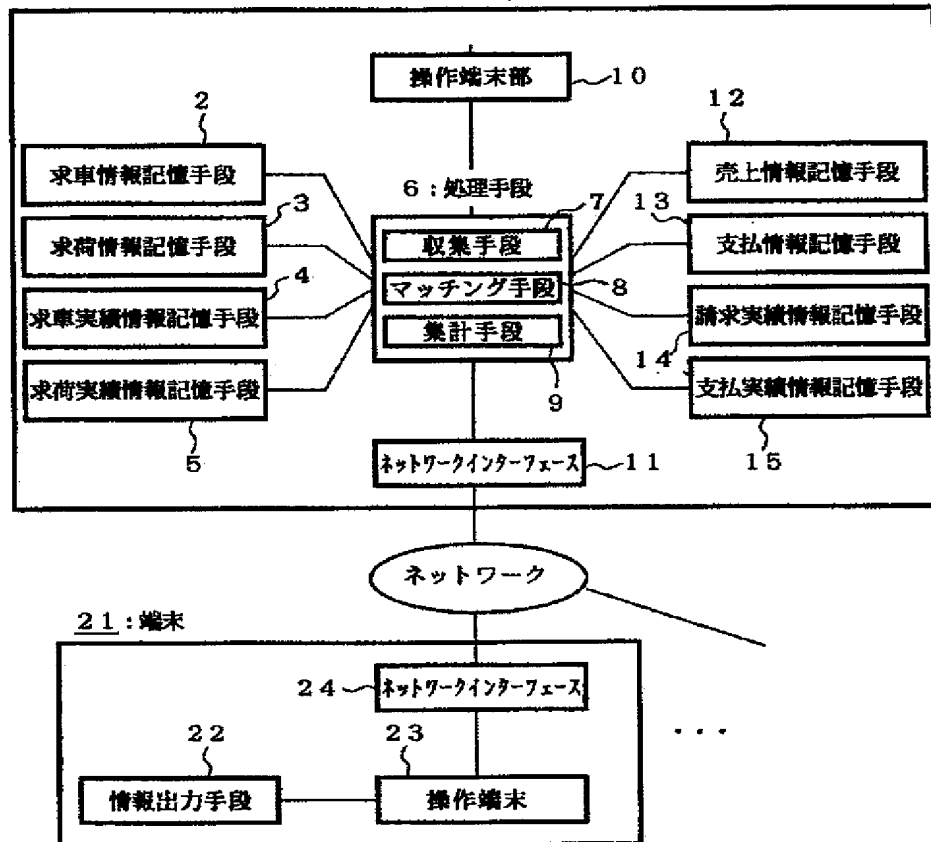 操作端末部
10
2
求車情報記憶手段
12
売上情報記憶手段
6:処理手段
3
求荷情報記憶手段
7
収集手段
13
支払情報記憶手段
4
求車実績情報記憶手段
マッチング手段
8
請求実績情報記憶手段
14
集計手段
9
求荷実績情報記憶手段
5
支払実績情報記憶手段
15
ネットワークインターフェース
11
ネットワーク
21:端末
24
ネットワークインターフェース
22
情報出力手段
23
操作端末
...